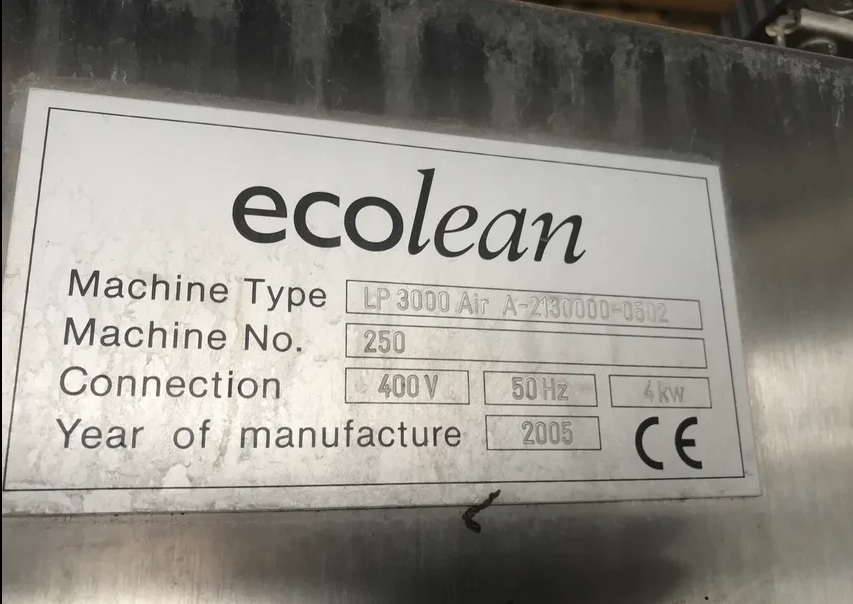 ecolean
Machine Type LP 3000 Air A-2130000-0502
Machine No. 250
Connection 400 V 50 Hz 4 kw
Year of manufacture 2005 CE